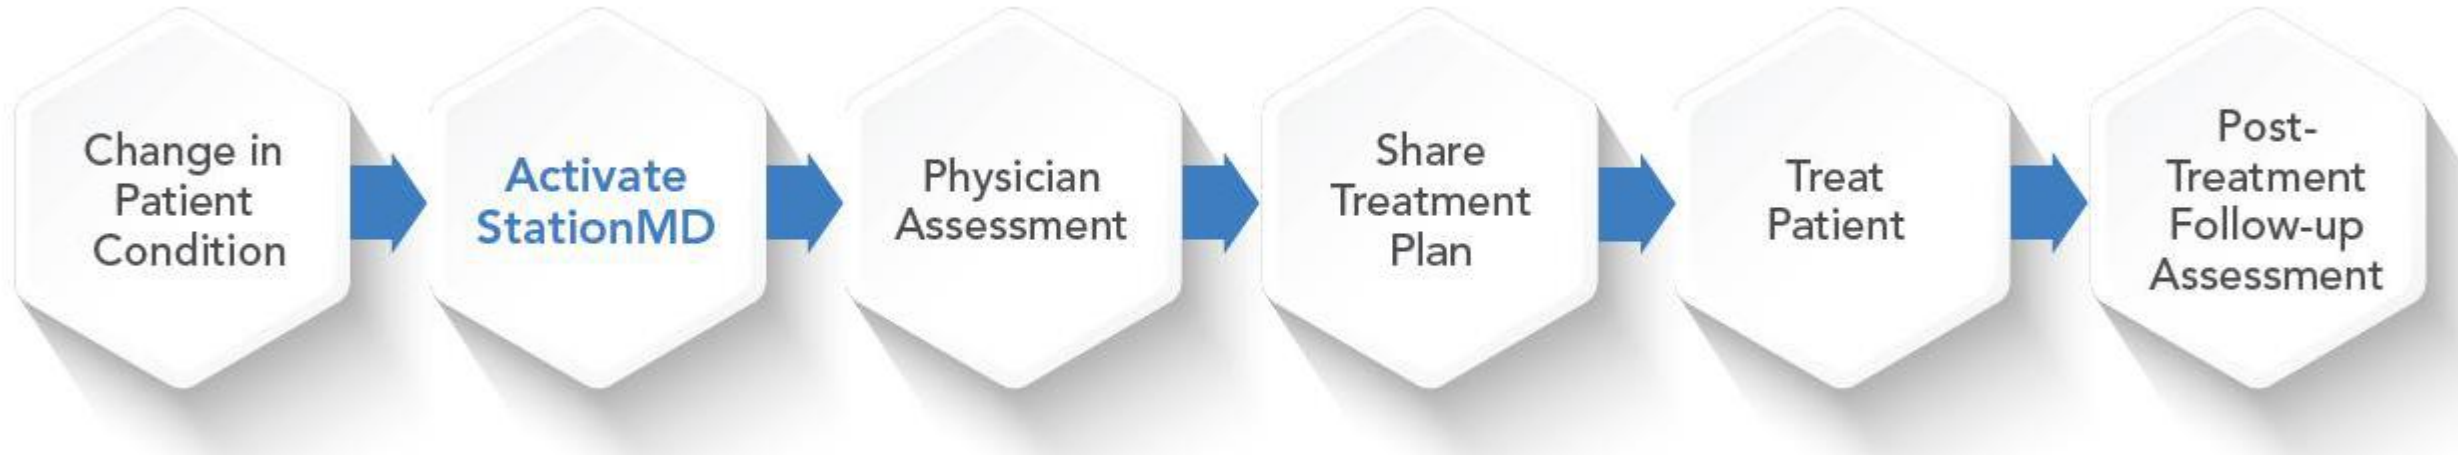 Change in
Patient
Condition
Activate
StationMD
Physician
Assessment
Share
Treatment
Plan
Treat
Patient
Post-
Treatment
Follow-up
Assessment